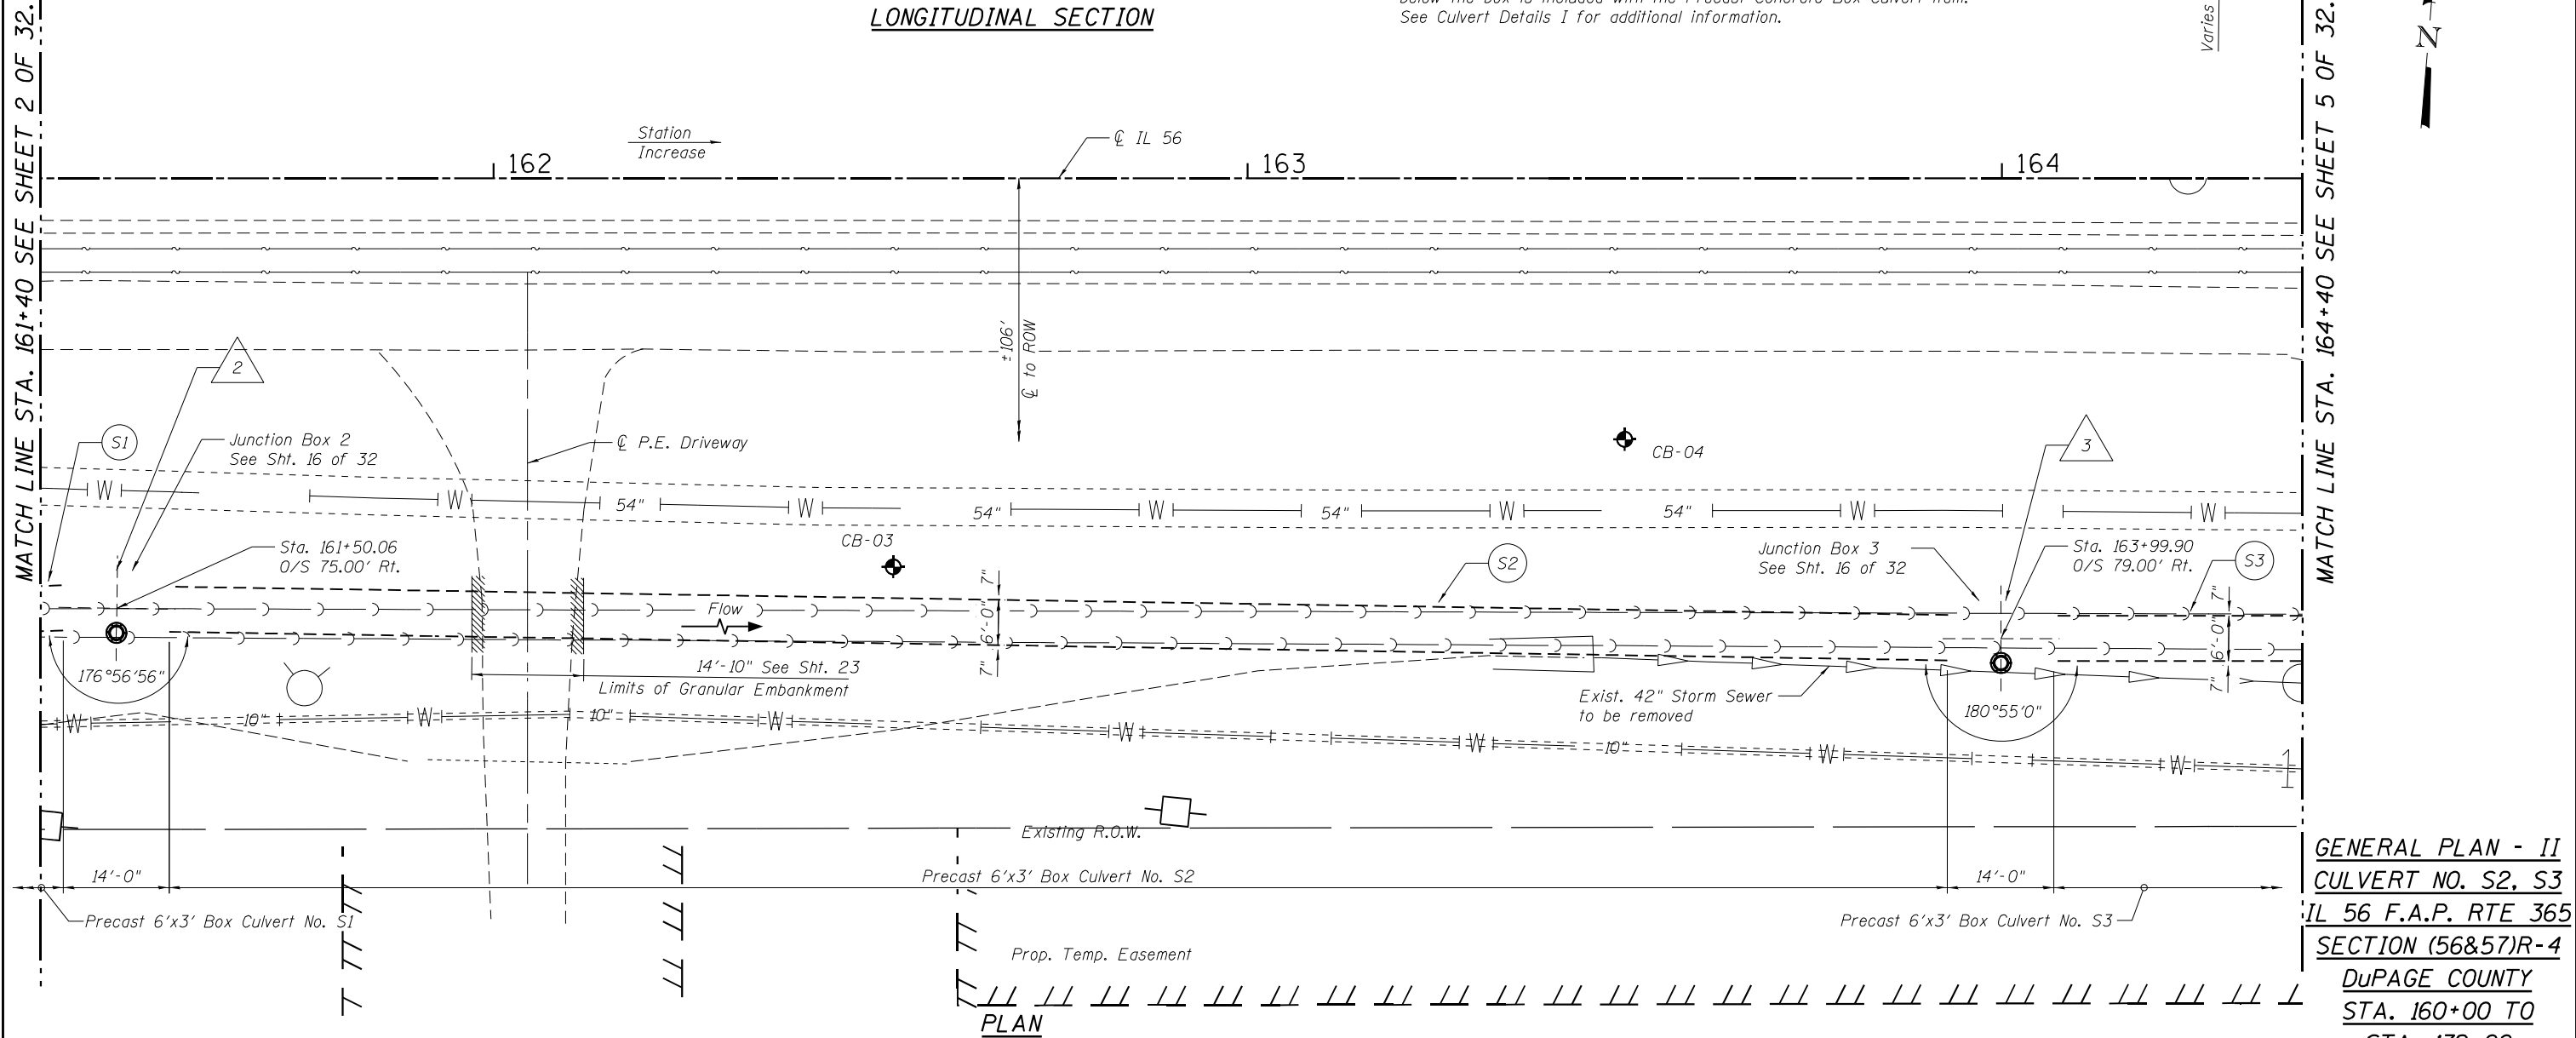 LONGITUDINAL SECTION
See Culvert Details I for additional information.
Varies
N
MATCH LINE STA. 161+40 SEE SHEET 2 OF 32.
MATCH LINE STA. 164+40 SEE SHEET 5 OF 32.
Station
Increase
℄ IL 56
162
163
164
±106'
℄ to ROW
2
3
S1
Junction Box 2
See Sht. 16 of 32
℄ P.E. Driveway
CB-04
W
54"
W
W
54"
W
54"
W
54"
W
W
Sta. 161+50.06
O/S 75.00' Rt.
CB-03
S2
Junction Box 3
See Sht. 16 of 32
Sta. 163+99.90
O/S 79.00' Rt.
S3
Flow
7"
6'-0"
7"
7"
6'-0"
7"
176°56'56"
14'-10" See Sht. 23
Limits of Granular Embankment
Exist. 42" Storm Sewer
to be removed
180°55'0"
W
10"
W
10"
W
W
W
10"
W
W
1
Existing R.O.W.
14'-0"
Precast 6'x3' Box Culvert No. S2
14'-0"
Precast 6'x3' Box Culvert No. S1
Precast 6'x3' Box Culvert No. S3
Prop. Temp. Easement
PLAN
GENERAL PLAN - II
CULVERT NO. S2, S3
IL 56 F.A.P. RTE 365
SECTION (56&57)R-4
DuPAGE COUNTY
STA. 160+00 TO